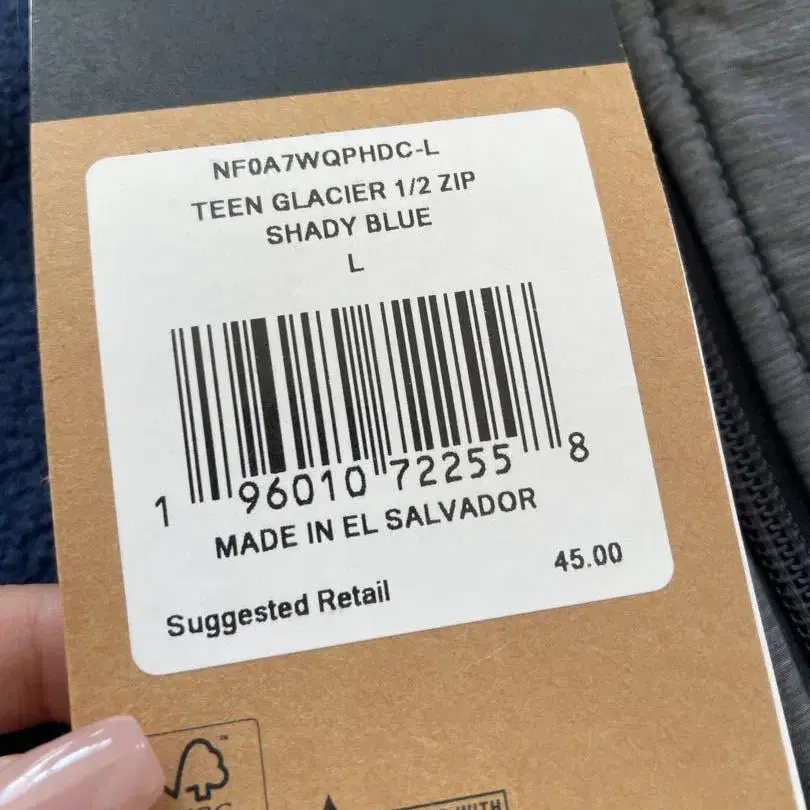 NF0A7WQPHDC-L
TEEN GLACIER 1/2 ZIP
SHADY BLUE
L
1 96010 72255 8
MADE IN EL SALVADOR
Suggested Retail 45.00
WITH